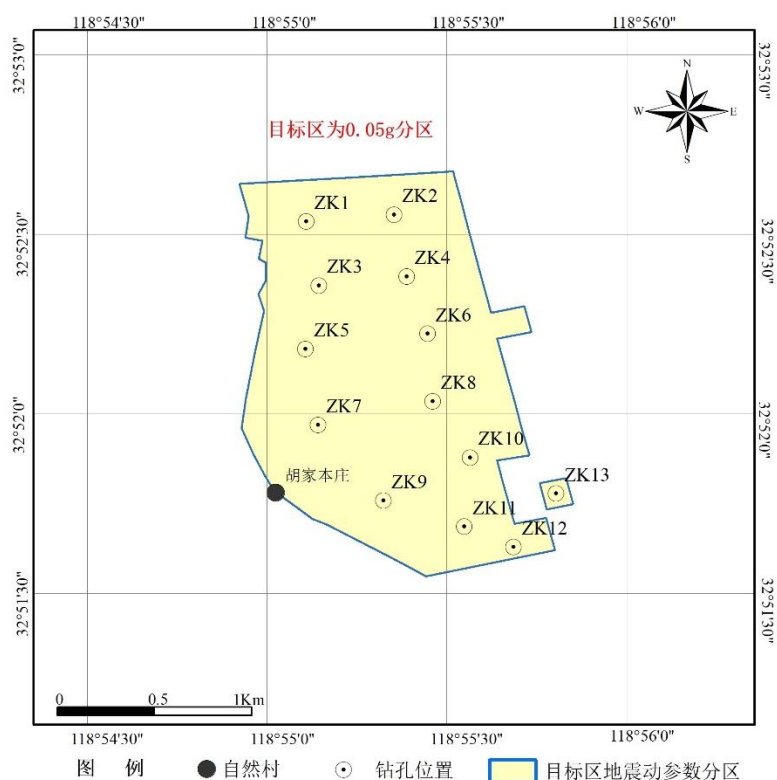 118°54'30" 118°55'0" 118°55'30" 118°56'0"
32°53'0" 32°53'0"
N
W E
S
目标区为0.05g分区
ZK1 ZK2
32°52'30" 32°52'30"
ZK3 ZK4
ZK5 ZK6
ZK7 ZK8
32°52'0" 32°52'0"
ZK10
胡家本庄 ZK9 ZK13
ZK11
ZK12
32°51'30" 32°51'30"
0 0.5 1Km
118°54'30" 118°55'0" 118°55'30" 118°56'0"
图 例 自然村 钻孔位置 目标区地震动参数分区